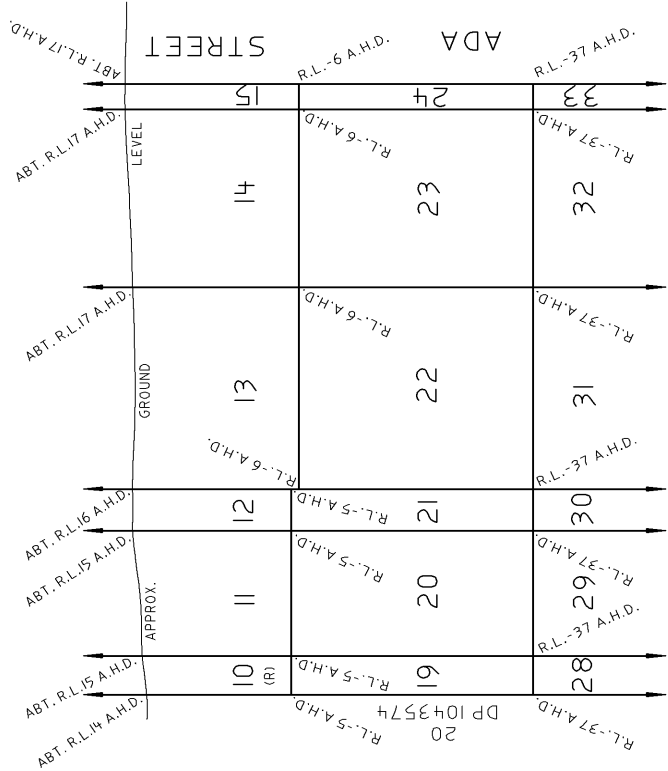 ABT. R.L.17 A.H.D.
STREET
ADA
R.L.-6 A.H.D.
R.L.-37 A.H.D.
15
24
33
ABT. R.L.17 A.H.D.
LEVEL
R.L.-6 A.H.D.
R.L.-37 A.H.D.
14
23
32
ABT. R.L.17 A.H.D.
R.L.-6 A.H.D.
R.L.-37 A.H.D.
GROUND
13
22
31
R.L.-6 A.H.D.
R.L.-37 A.H.D.
ABT. R.L.16 A.H.D.
12
R.L.-5 A.H.D.
21
30
ABT. R.L.15 A.H.D.
R.L.-5 A.H.D.
R.L.-37 A.H.D.
APPROX.
11
20
29
R.L.-37 A.H.D.
ABT. R.L.15 A.H.D.
10
(R)
R.L.-5 A.H.D.
19
28
ABT. R.L.14 A.H.D.
R.L.-5 A.H.D.
20
DP 1043574
R.L.-37 A.H.D.